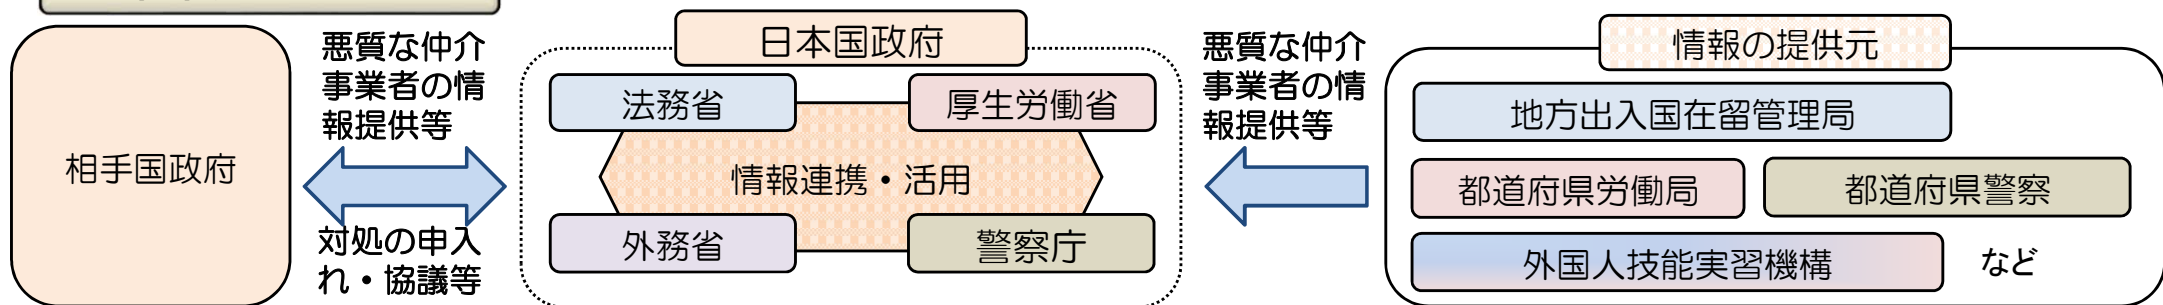 相手国政府
悪質な仲介
事業者の情
報提供等
対処の申入
れ・協議等
日本国政府
法務省
厚生労働省
情報連携・活用
外務省
警察庁
悪質な仲介
事業者の情
報提供等
情報の提供元
地方出入国在留管理局
都道府県労働局
都道府県警察
外国人技能実習機構
など